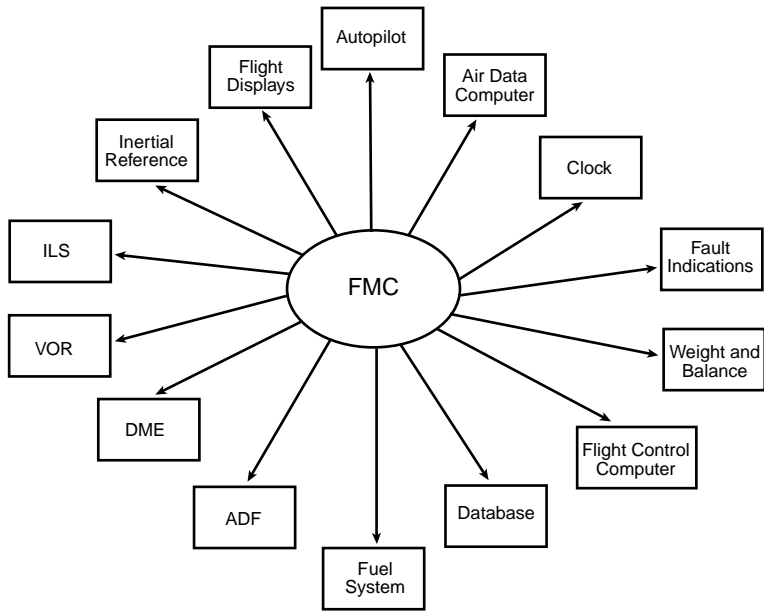 Autopilot
Flight
Displays
Air Data
Computer
Inertial
Reference
Clock
ILS
Fault
Indications
FMC
VOR
Weight and
Balance
DME
Flight Control
Computer
ADF
Database
Fuel
System